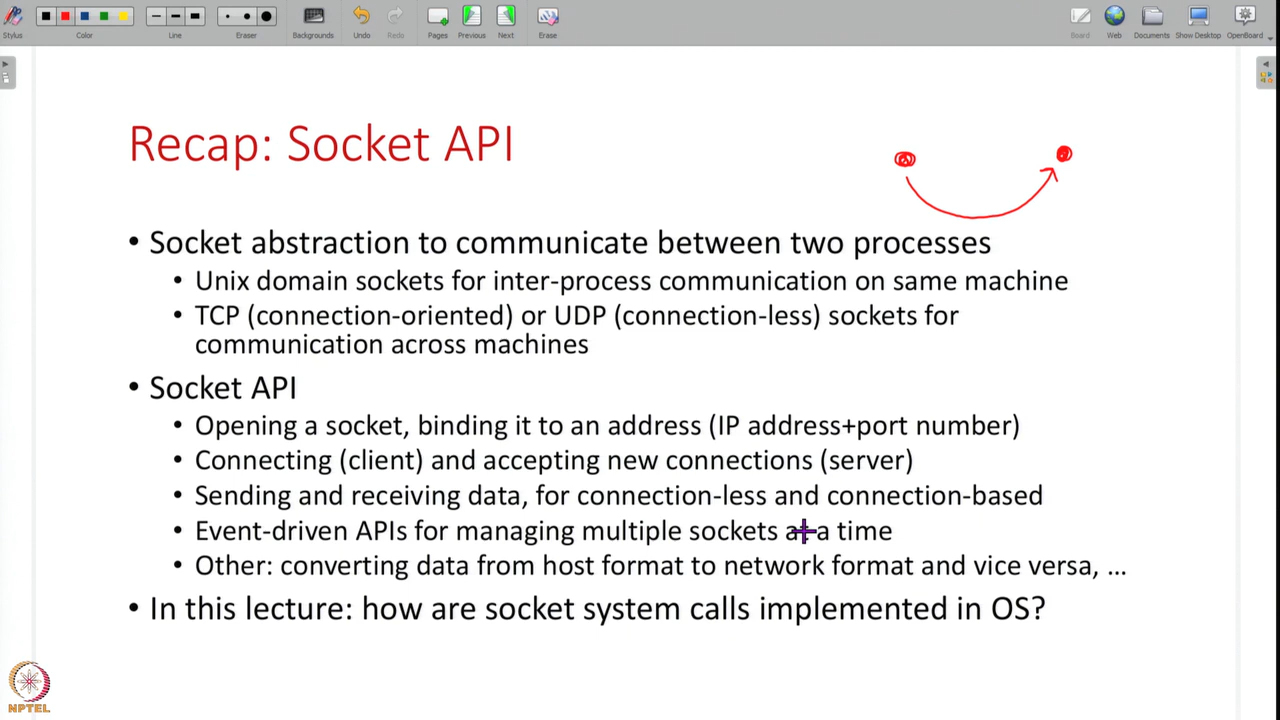 Stylus
Color
Line
Eraser
Backgrounds
Undo
Redo
Pages
Previous
Next
Erase
Board
Web
Documents
Show Desktop
OpenBoard
Recap: Socket API
• Socket abstraction to communicate between two processes
• Unix domain sockets for inter-process communication on same machine
• TCP (connection-oriented) or UDP (connection-less) sockets for
communication across machines
• Socket API
• Opening a socket, binding it to an address (IP address+port number)
• Connecting (client) and accepting new connections (server)
• Sending and receiving data, for connection-less and connection-based
• Event-driven APIs for managing multiple sockets at a time
• Other: converting data from host format to network format and vice versa, …
• In this lecture: how are socket system calls implemented in OS?
NPTEL